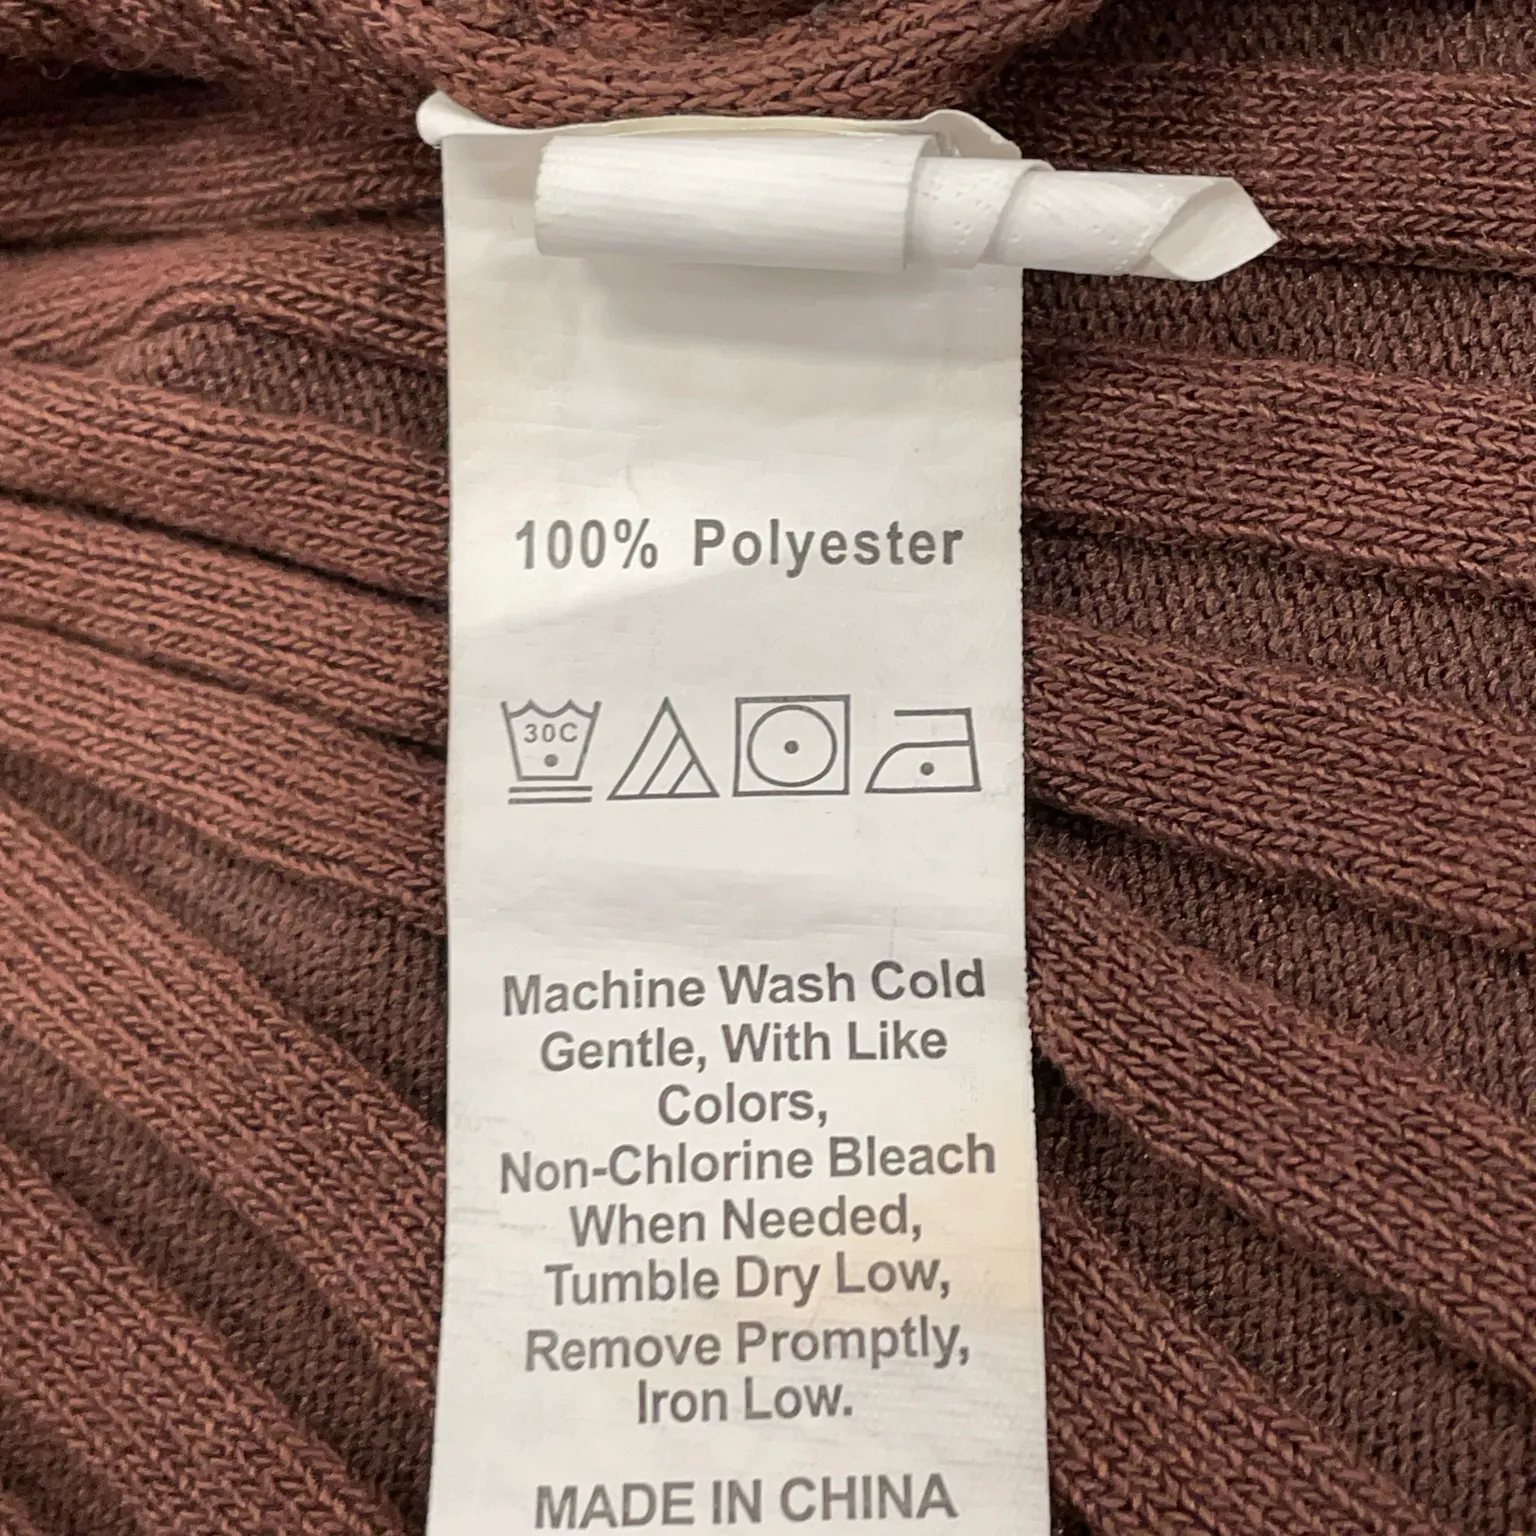 100% Polyester
30C
Machine Wash Cold
Gentle, With Like
Colors,
Non-Chlorine Bleach
When Needed,
Tumble Dry Low,
Remove Promptly,
Iron Low.
MADE IN CHINA